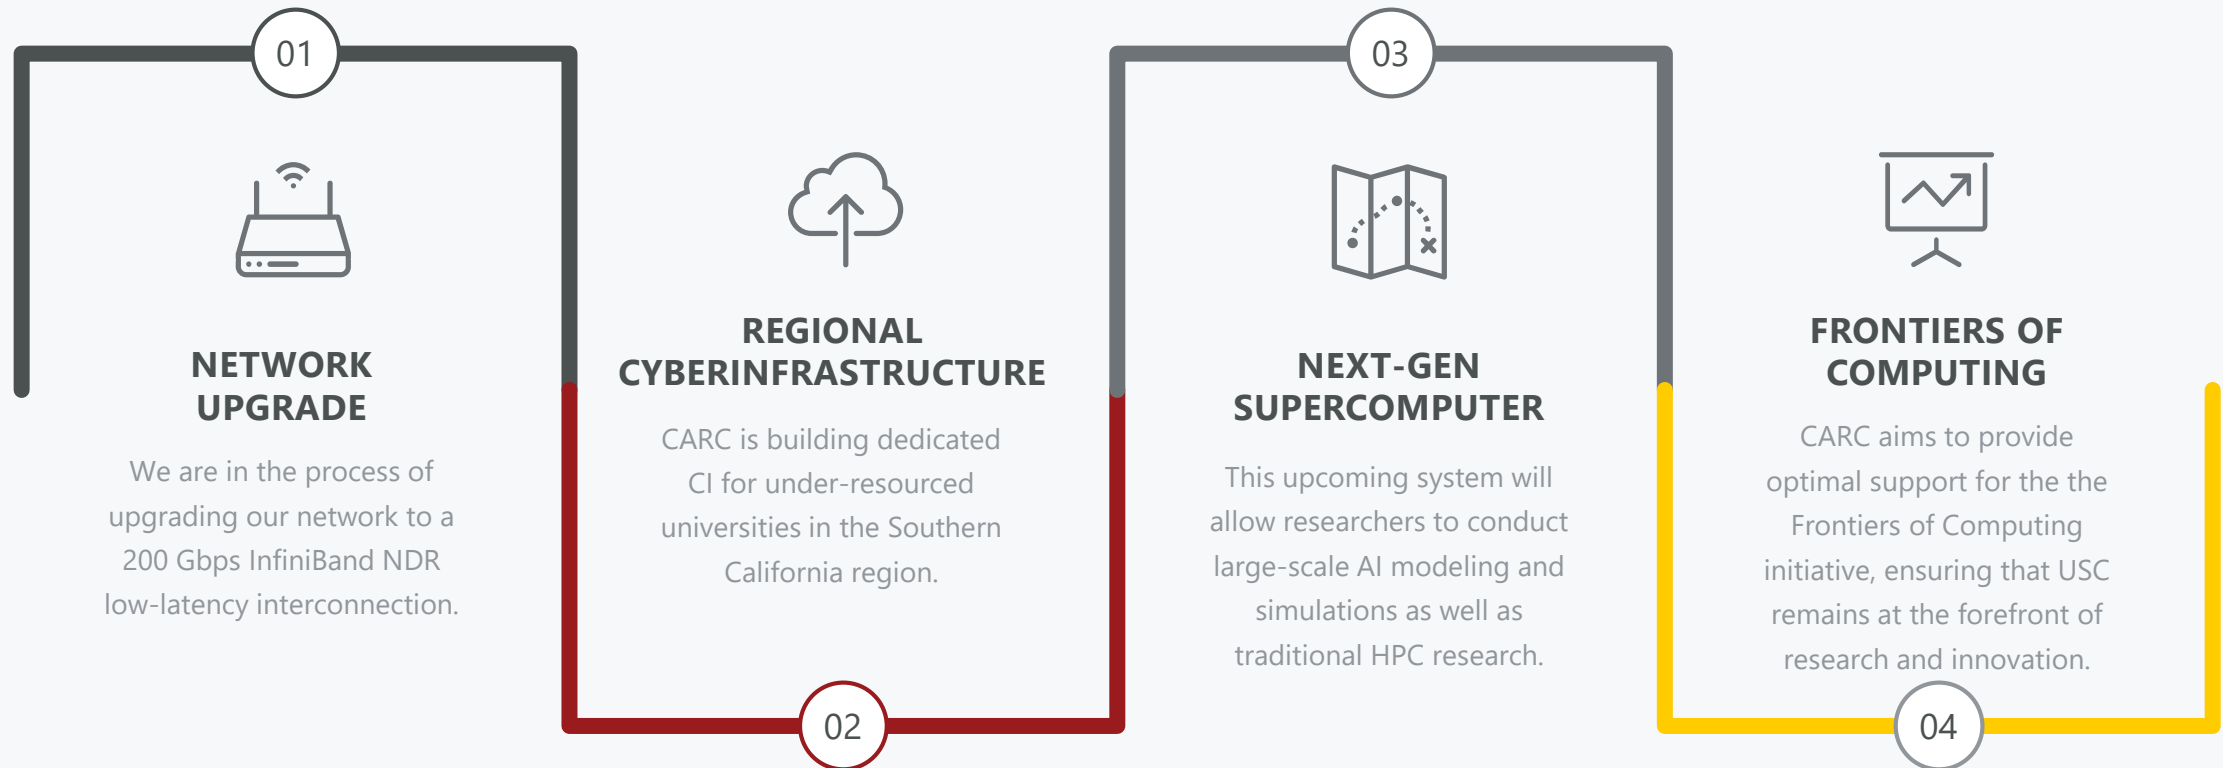 01
NETWORK
UPGRADE
We are in the process of
upgrading our network to a
200 Gbps InfiniBand NDR
low-latency interconnection.
REGIONAL
CYBERINFRASTRUCTURE
CARC is building dedicated
CI for under-resourced
universities in the Southern
California region.
02
03
NEXT-GEN
SUPERCOMPUTER
This upcoming system will
allow researchers to conduct
large-scale AI modeling and
simulations as well as
traditional HPC research.
FRONTIERS OF
COMPUTING
CARC aims to provide
optimal support for the the
Frontiers of Computing
initiative, ensuring that USC
remains at the forefront of
research and innovation.
04